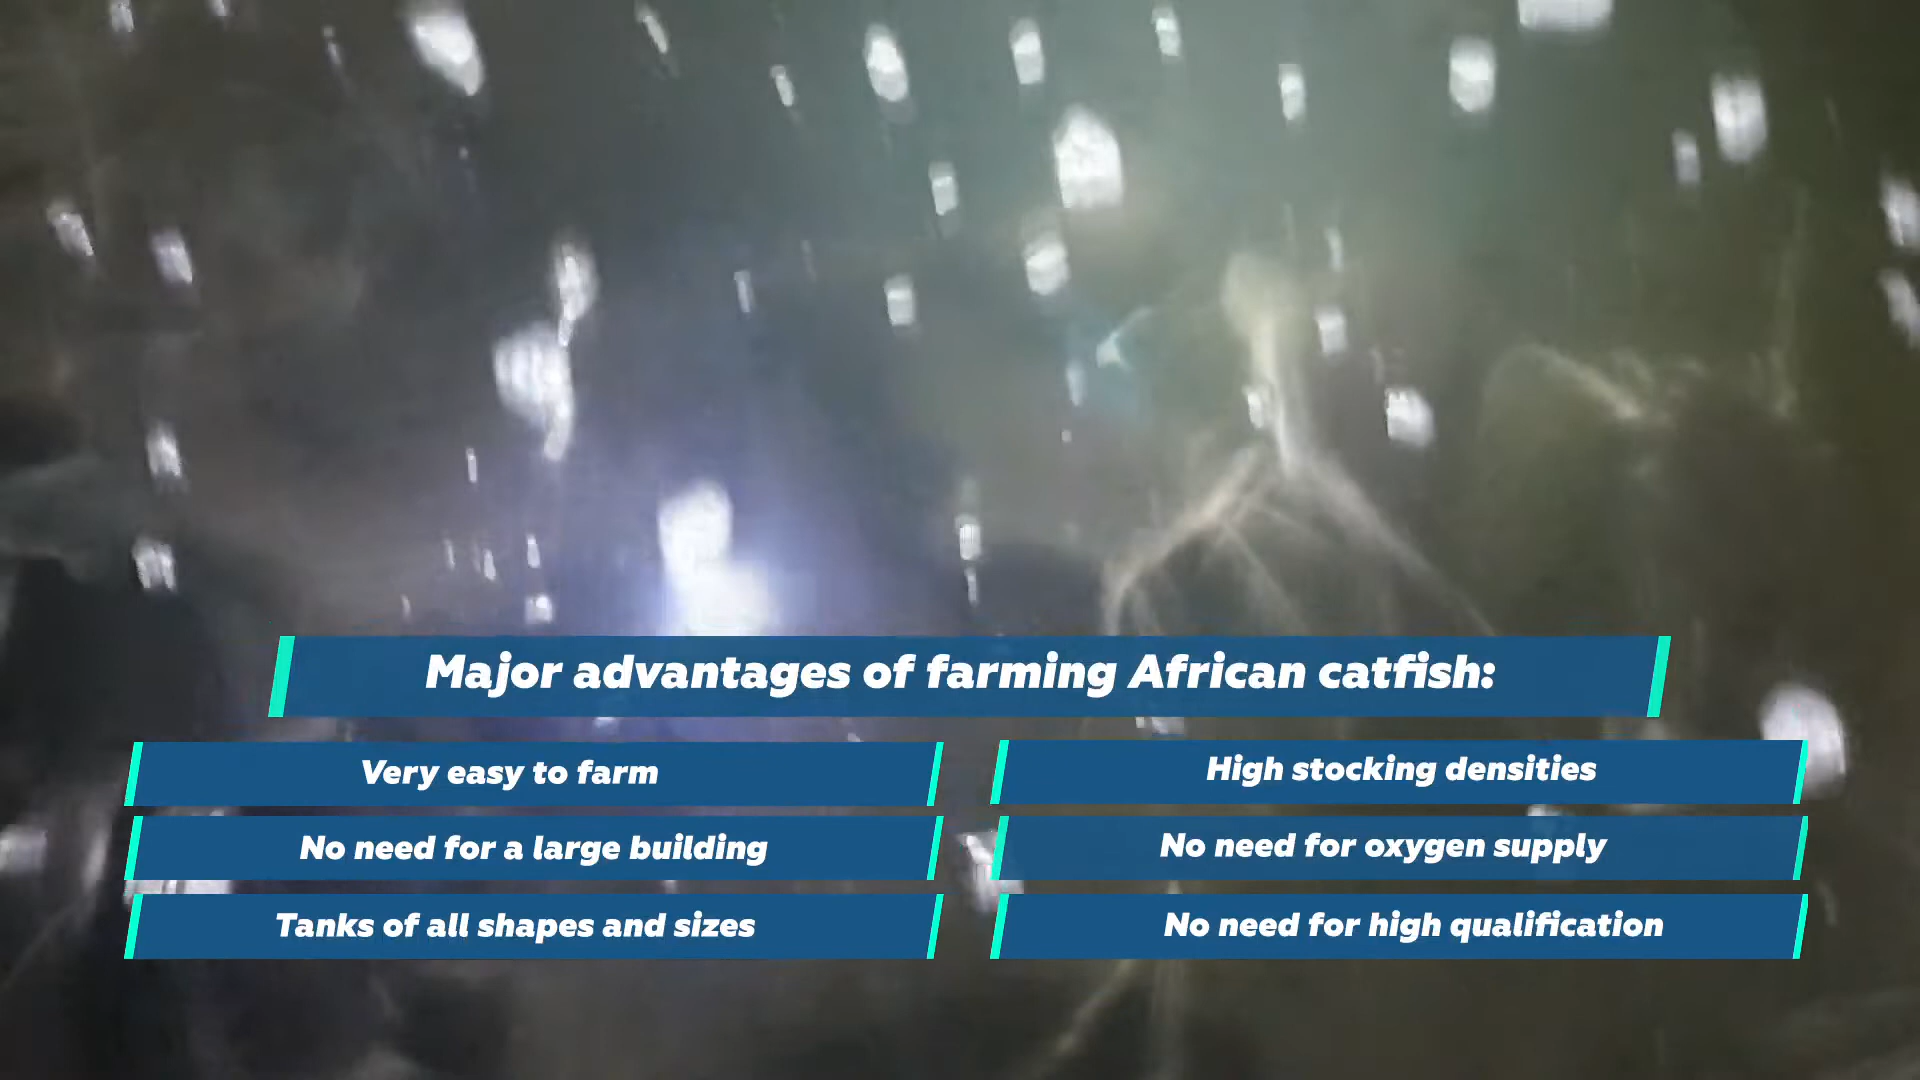 Major advantages of farming African catfish:
Very easy to farm
High stocking densities
No need for a large building
No need for oxygen supply
Tanks of all shapes and sizes
No need for high qualification